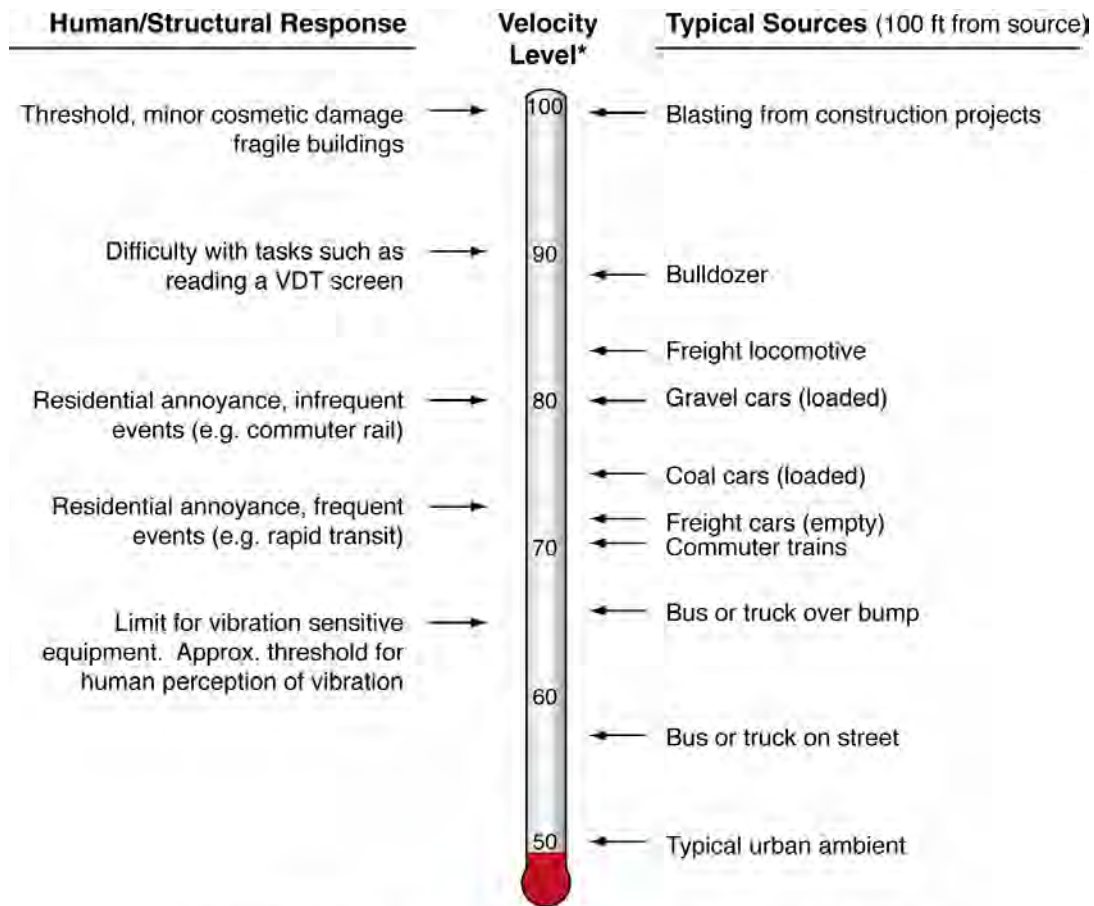 Human/Structural Response
Velocity
Level*
Typical Sources (100 ft from source)
Threshold, minor cosmetic damage
fragile buildings
100
Blasting from construction projects
Difficulty with tasks such as
reading a VDT screen
90
Bulldozer
Freight locomotive
Residential annoyance, infrequent
events (e.g. commuter rail)
80
Gravel cars (loaded)
Coal cars (loaded)
Residential annoyance, frequent
events (e.g. rapid transit)
Freight cars (empty)
70
Commuter trains
Bus or truck over bump
Limit for vibration sensitive
equipment. Approx. threshold for
human perception of vibration
60
Bus or truck on street
50
Typical urban ambient